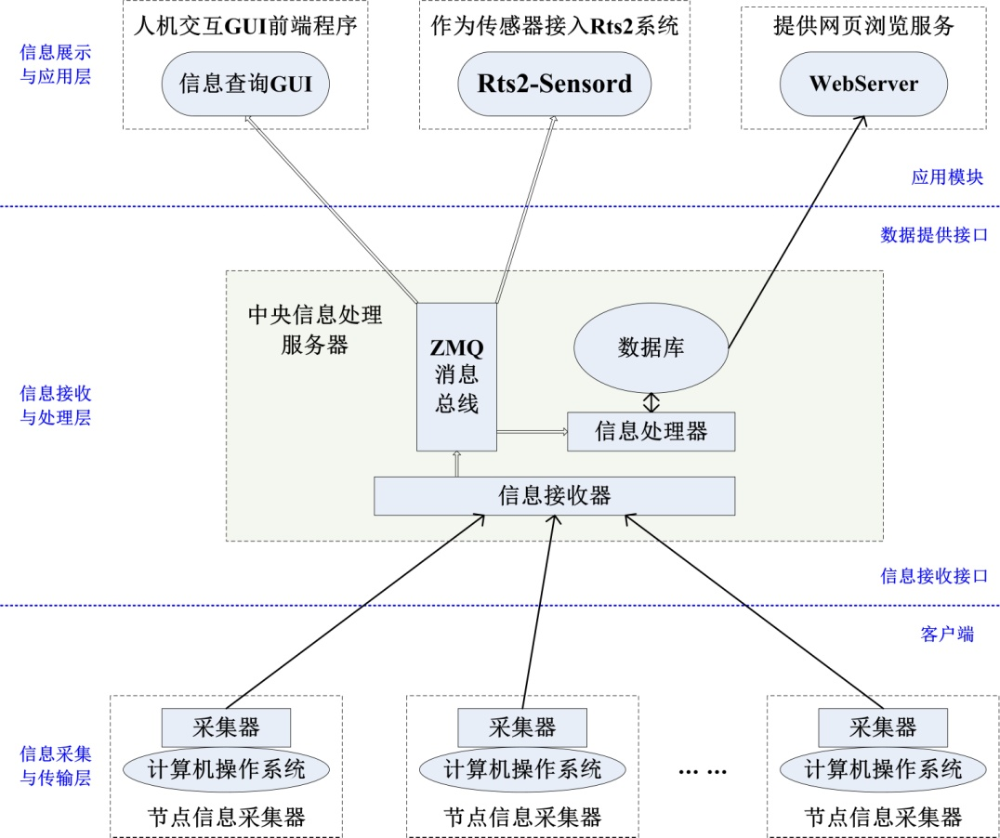 人机交互GUI前端程序
作为传感器接入Rts2系统
提供网页浏览服务
信息展示
与应用层
信息查询GUI
Rts2-Sensord
WebServer
应用模块
数据提供接口
中央信息处理
服务器
ZMQ
消息
总线
数据库
信息接收
与处理层
信息处理器
信息接收器
信息接收接口
客户端
信息采集
与传输层
采集器
计算机操作系统
节点信息采集器
采集器
计算机操作系统
节点信息采集器
... ...
采集器
计算机操作系统
节点信息采集器